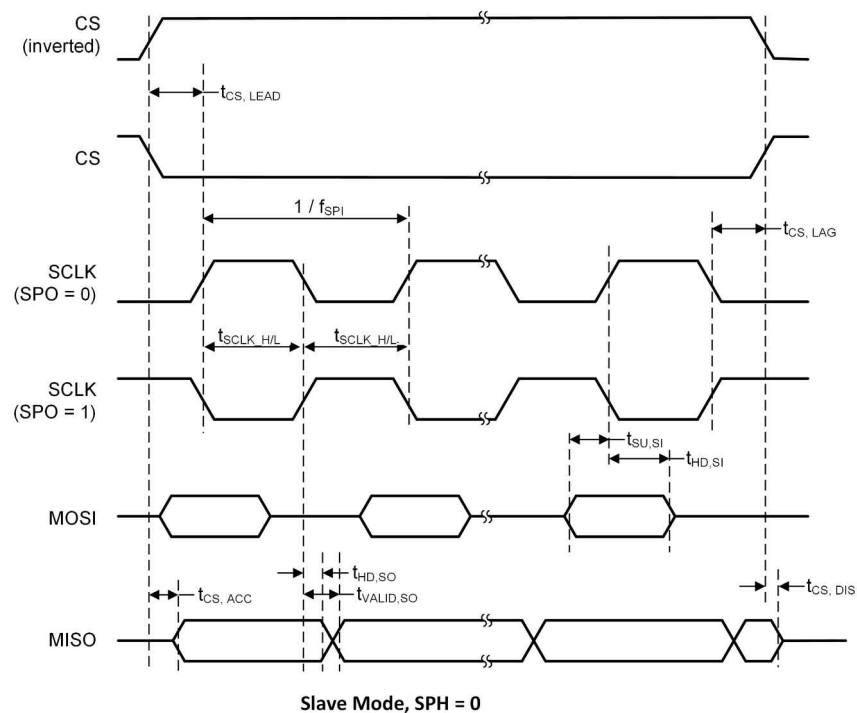 CS
(inverted)
tCS, LEAD
CS
1 / fSPI
tCS, LAG
SCLK
(SPO = 0)
tSCLK_H/L
tSCLK_H/L
SCLK
(SPO = 1)
tSU,SI
tHD,SI
MOSI
tHD,SO
tVALID,SO
tCS, ACC
tCS, DIS
MISO
Slave Mode, SPH = 0